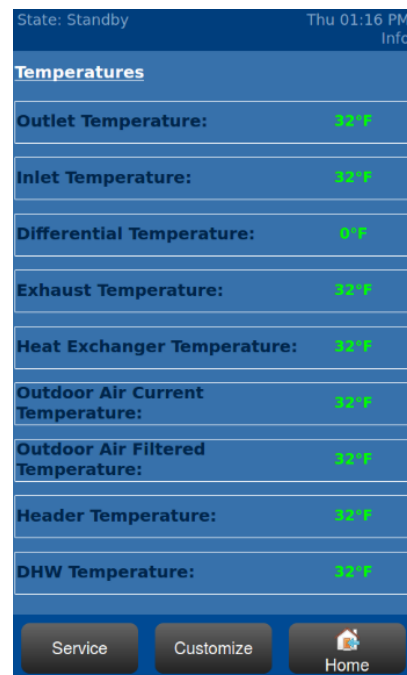 State: Standby Thu 01:16 PM
Info
Temperatures
Outlet Temperature: 32°F
Inlet Temperature: 32°F
Differential Temperature: 0°F
Exhaust Temperature: 32°F
Heat Exchanger Temperature: 32°F
Outdoor Air Current
Temperature: 32°F
Outdoor Air Filtered
Temperature: 32°F
Header Temperature: 32°F
DHW Temperature: 32°F
Service Customize Home